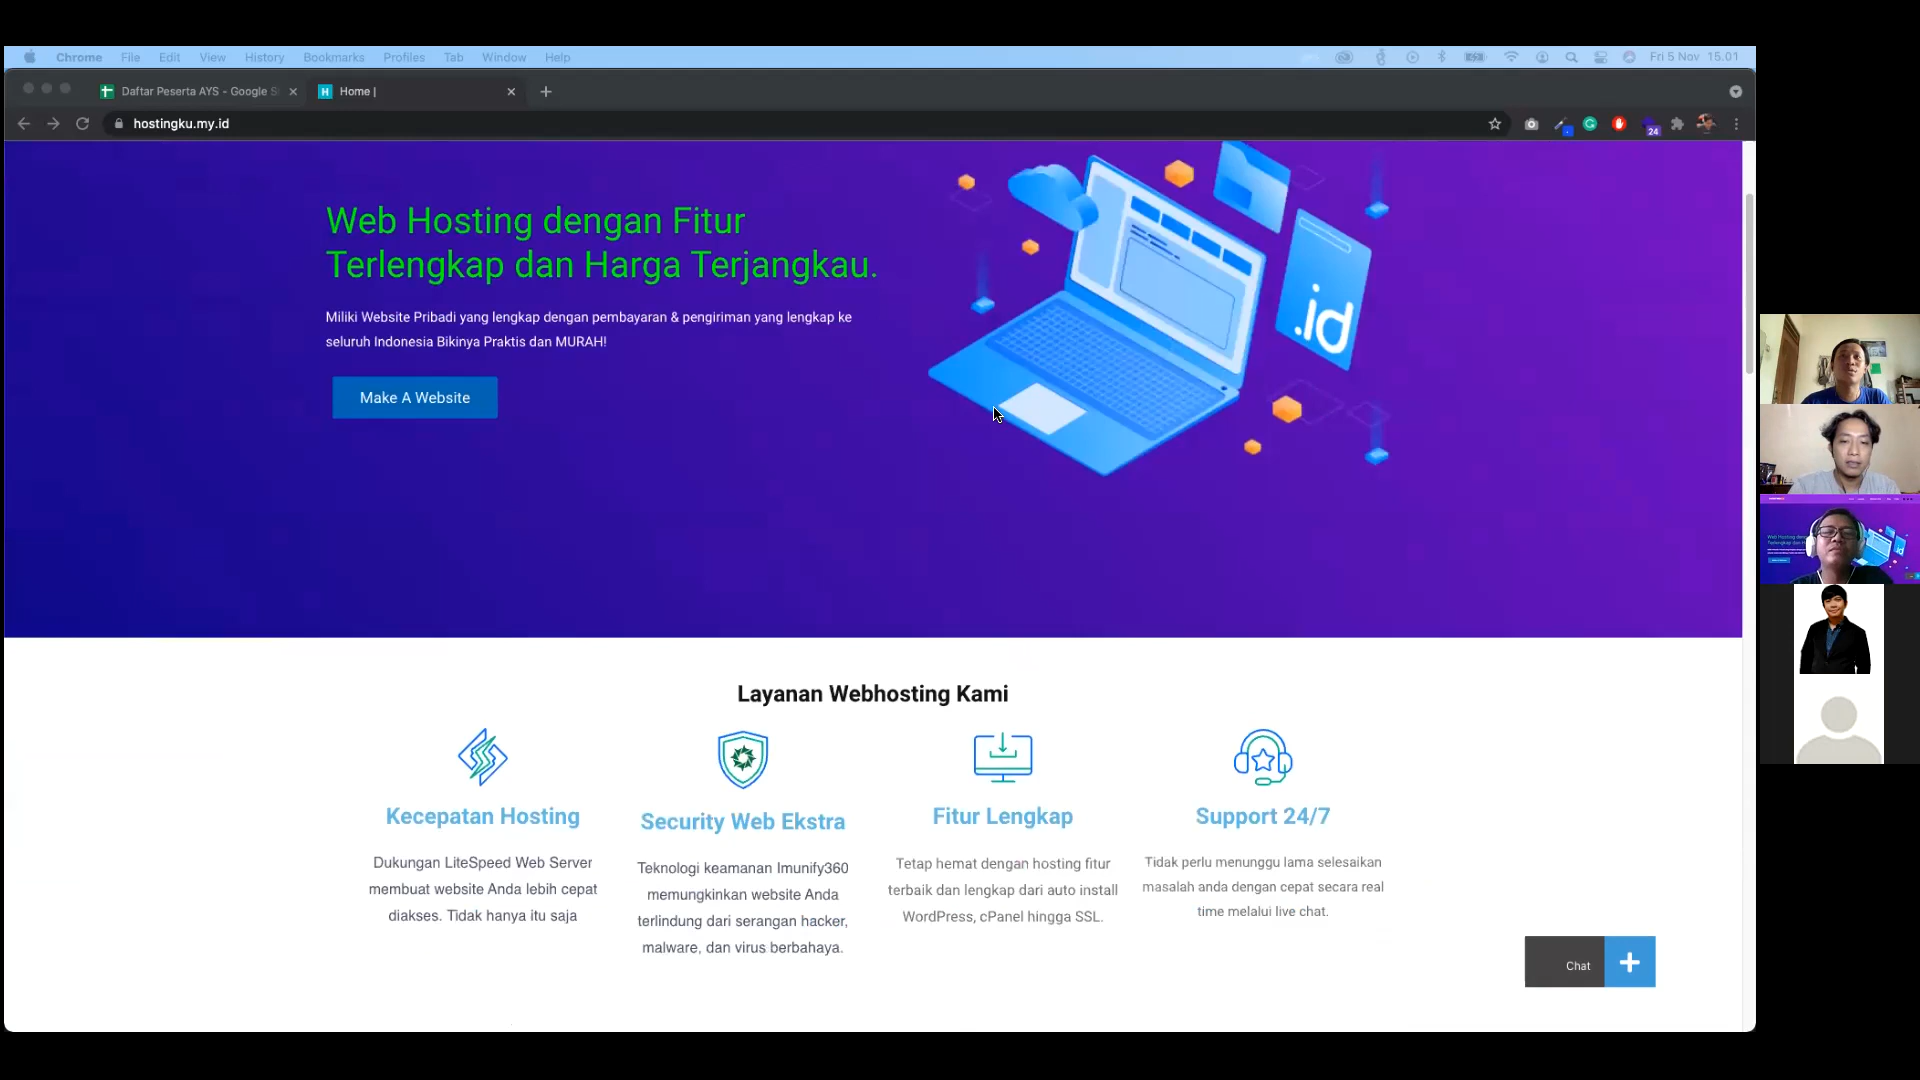 Chrome File Edit View History Bookmarks Profiles Tab Window Help
Fri 5 Nov 15.01
Daftar Peserta AYS - Google S
H Home |
hostingku.my.id
24
Web Hosting dengan Fitur
Terlengkap dan Harga Terjangkau.
Miliki Website Pribadi yang lengkap dengan pembayaran & pengiriman yang lengkap ke
seluruh Indonesia Bikinya Praktis dan MURAH!
Make A Website
.id
Layanan Webhosting Kami
Kecepatan Hosting
Dukungan LiteSpeed Web Server
membuat website Anda lebih cepat
diakses. Tidak hanya itu saja
Security Web Ekstra
Teknologi keamanan Imunify360
memungkinkan website Anda
terlindung dari serangan hacker,
malware, dan virus berbahaya.
Fitur Lengkap
Tetap hemat dengan hosting fitur
terbaik dan lengkap dari auto install
WordPress, cPanel hingga SSL.
Support 24/7
Tidak perlu menunggu lama selesaikan
masalah anda dengan cepat secara real
time melalui live chat.
Chat